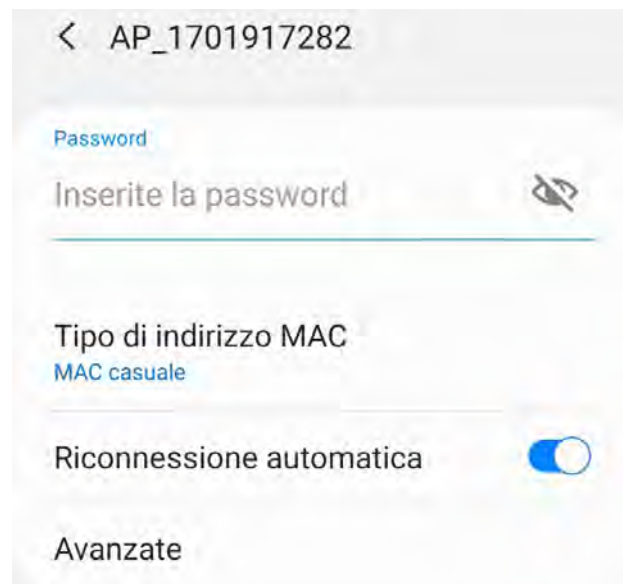 AP_1701917282
Password
Inserite la password
Tipo di indirizzo MAC
MAC casuale
Riconnessione automatica
Avanzate